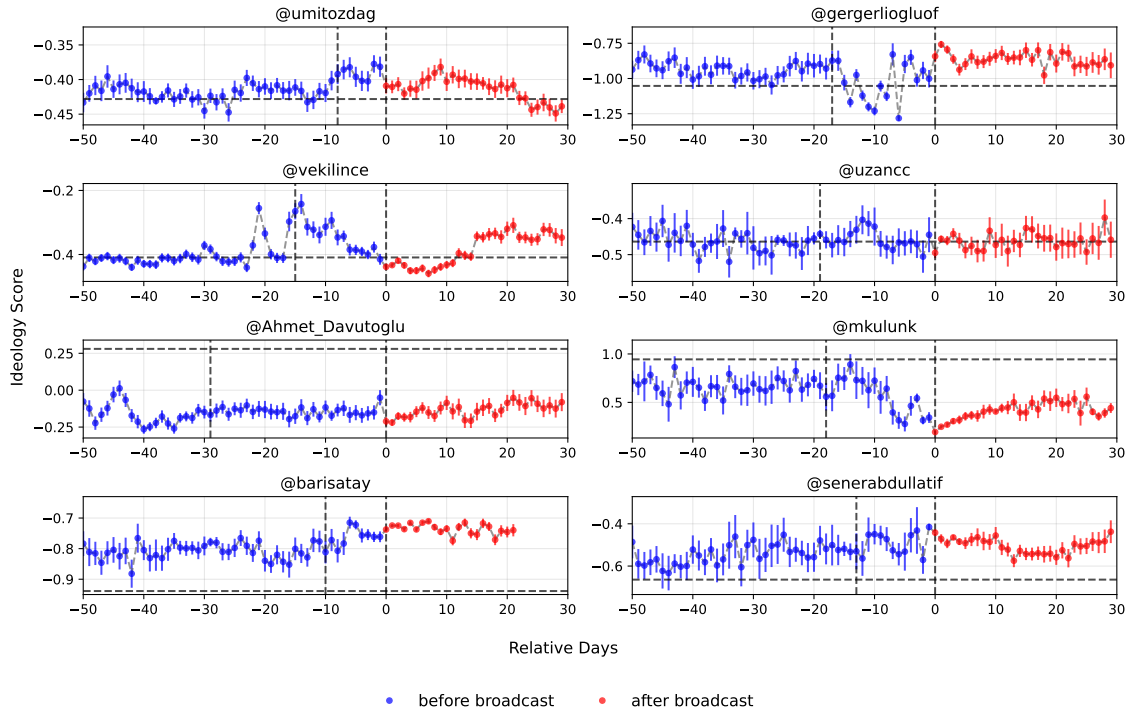 @umitozdag
−0.35
−0.40
−0.45
−50 −40 −30 −20 −10 0 10 20 30
@gergerliogluof
−0.75
−1.00
−1.25
−50 −40 −30 −20 −10 0 10 20 30
@vekilince
−0.2
−0.4
−50 −40 −30 −20 −10 0 10 20 30
@uzancc
−0.4
−0.5
−50 −40 −30 −20 −10 0 10 20 30
@Ahmet_Davutoglu
0.25
0.00
−0.25
−50 −40 −30 −20 −10 0 10 20 30
@mkulunk
1.0
0.5
−50 −40 −30 −20 −10 0 10 20 30
@barisatay
−0.7
−0.8
−0.9
−50 −40 −30 −20 −10 0 10 20 30
@senerabdullatif
−0.4
−0.6
−50 −40 −30 −20 −10 0 10 20 30
Ideology Score
Relative Days
before broadcast
after broadcast